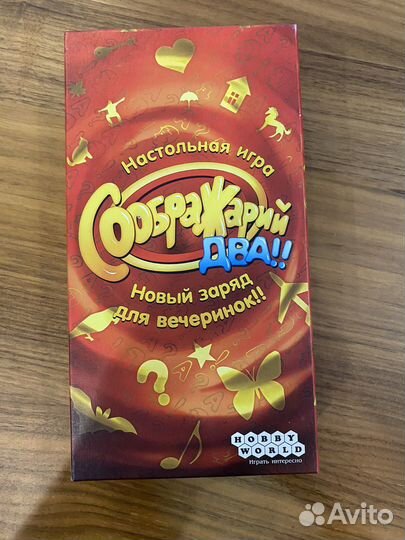 Настольная игра
Соображарий
ДВА!!
Новый заряд
для вечеринок!!
?
HOBBY
WORLD
Играть интересно
Avito